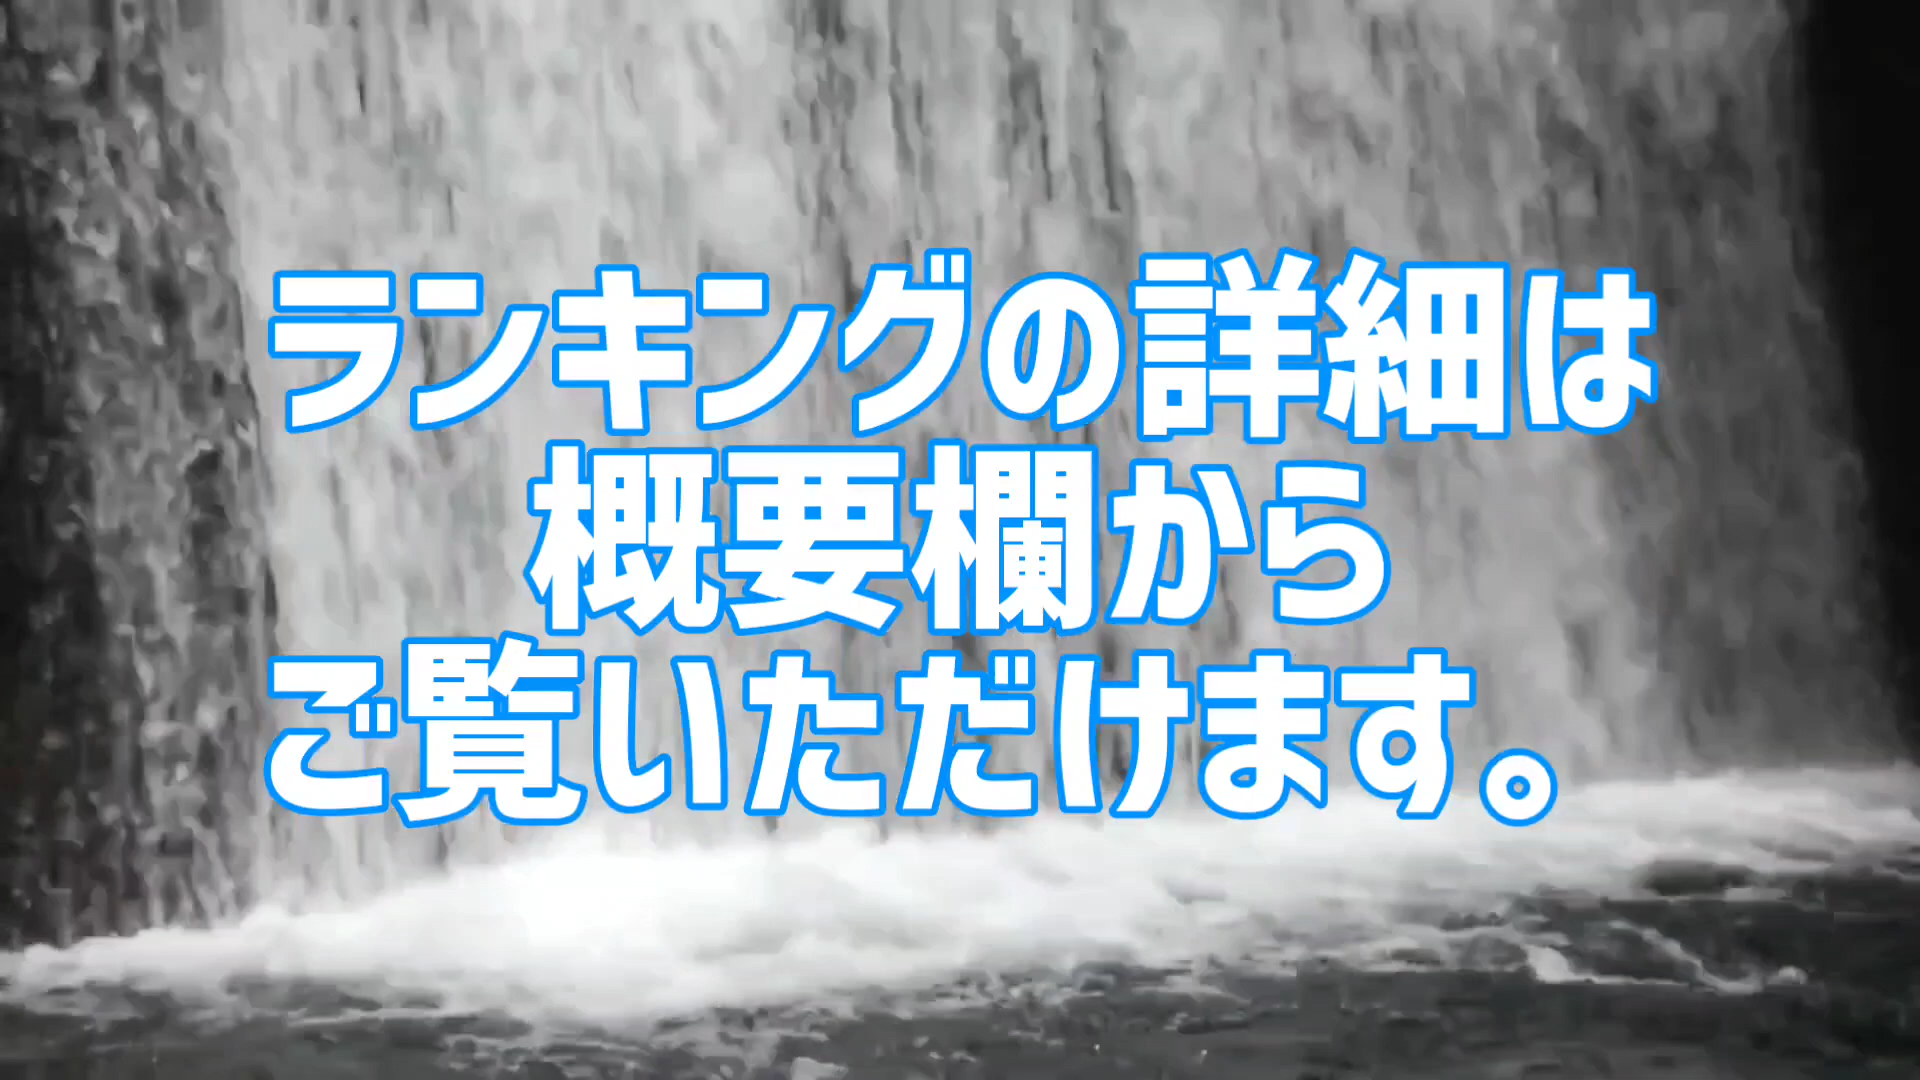 ランキングの詳細は
概要欄から
ご覧いただけます。